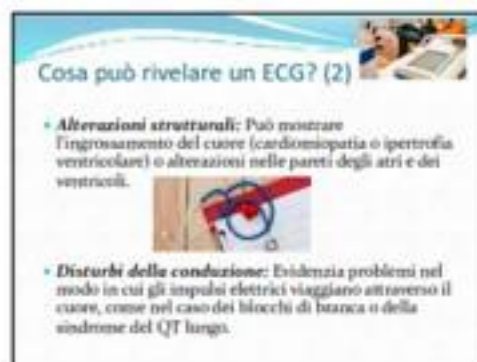 Cosa può rivelare un ECG? (2)
• Alterazioni strutturali: Può mostrare
l'ingrossamento del cuore (cardiomiopatia o ipertrofia
ventricolare) o alterazioni nelle pareti degli atri e dei
ventricoli.
• Disturbi della conduzione: Evidenzia problemi nel
modo in cui gli impulsi elettrici viaggiano attraverso il
cuore, come nel caso dei blocchi di branca o della
sindrome del QT lungo.